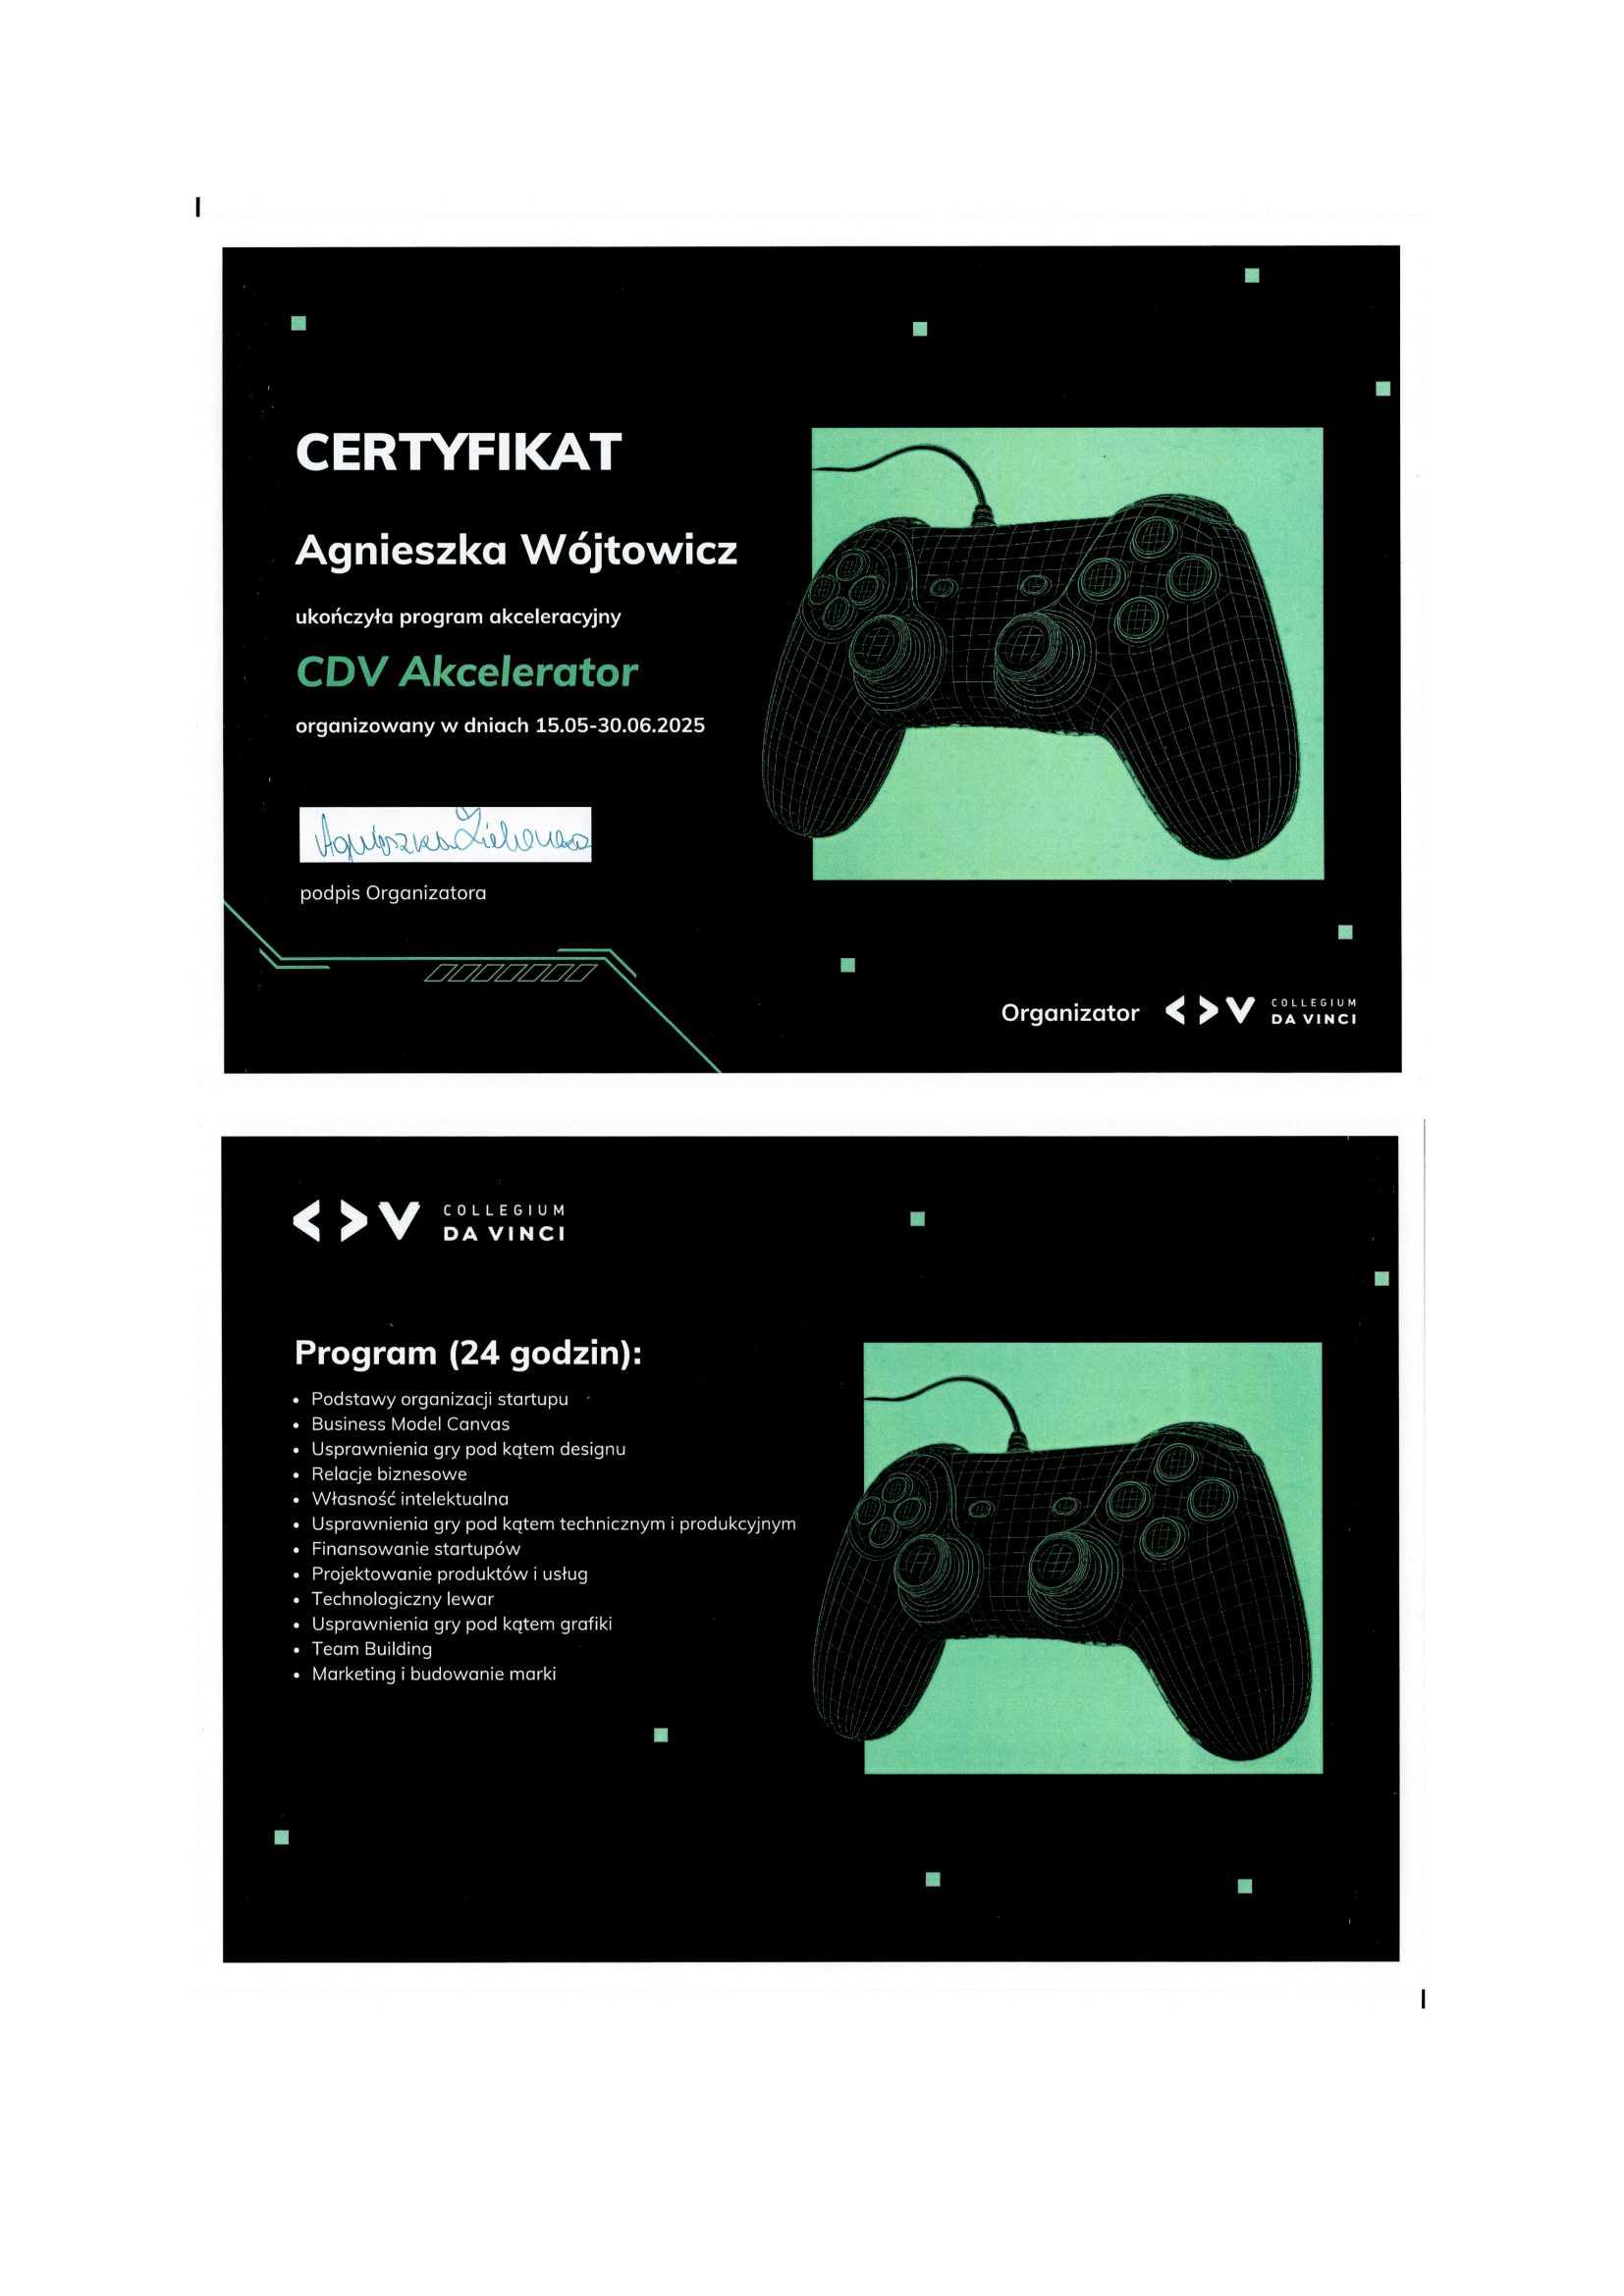 CERTYFIKAT
Agnieszka Wójtowicz
ukończyła program akceleracyjny
CDV Akcelerator
organizowany w dniach 15.05-30.06.2025
Agnieszka
podpis Organizatora
Organizator
COLLEGIUM
DA VINCI
COLLEGIUM
DA VINCI
Program (24 godzin):
• Podstawy organizacji startupu
• Business Model Canvas
• Usprawnienia gry pod kątem designu
• Relacje biznesowe
• Własność intelektualna
• Usprawnienia gry pod kątem technicznym i produkcyjnym
• Finansowanie startupów
• Projektowanie produktów i usług
• Technologiczny lewar
• Usprawnienia gry pod kątem grafiki
• Team Building
• Marketing i budowanie marki